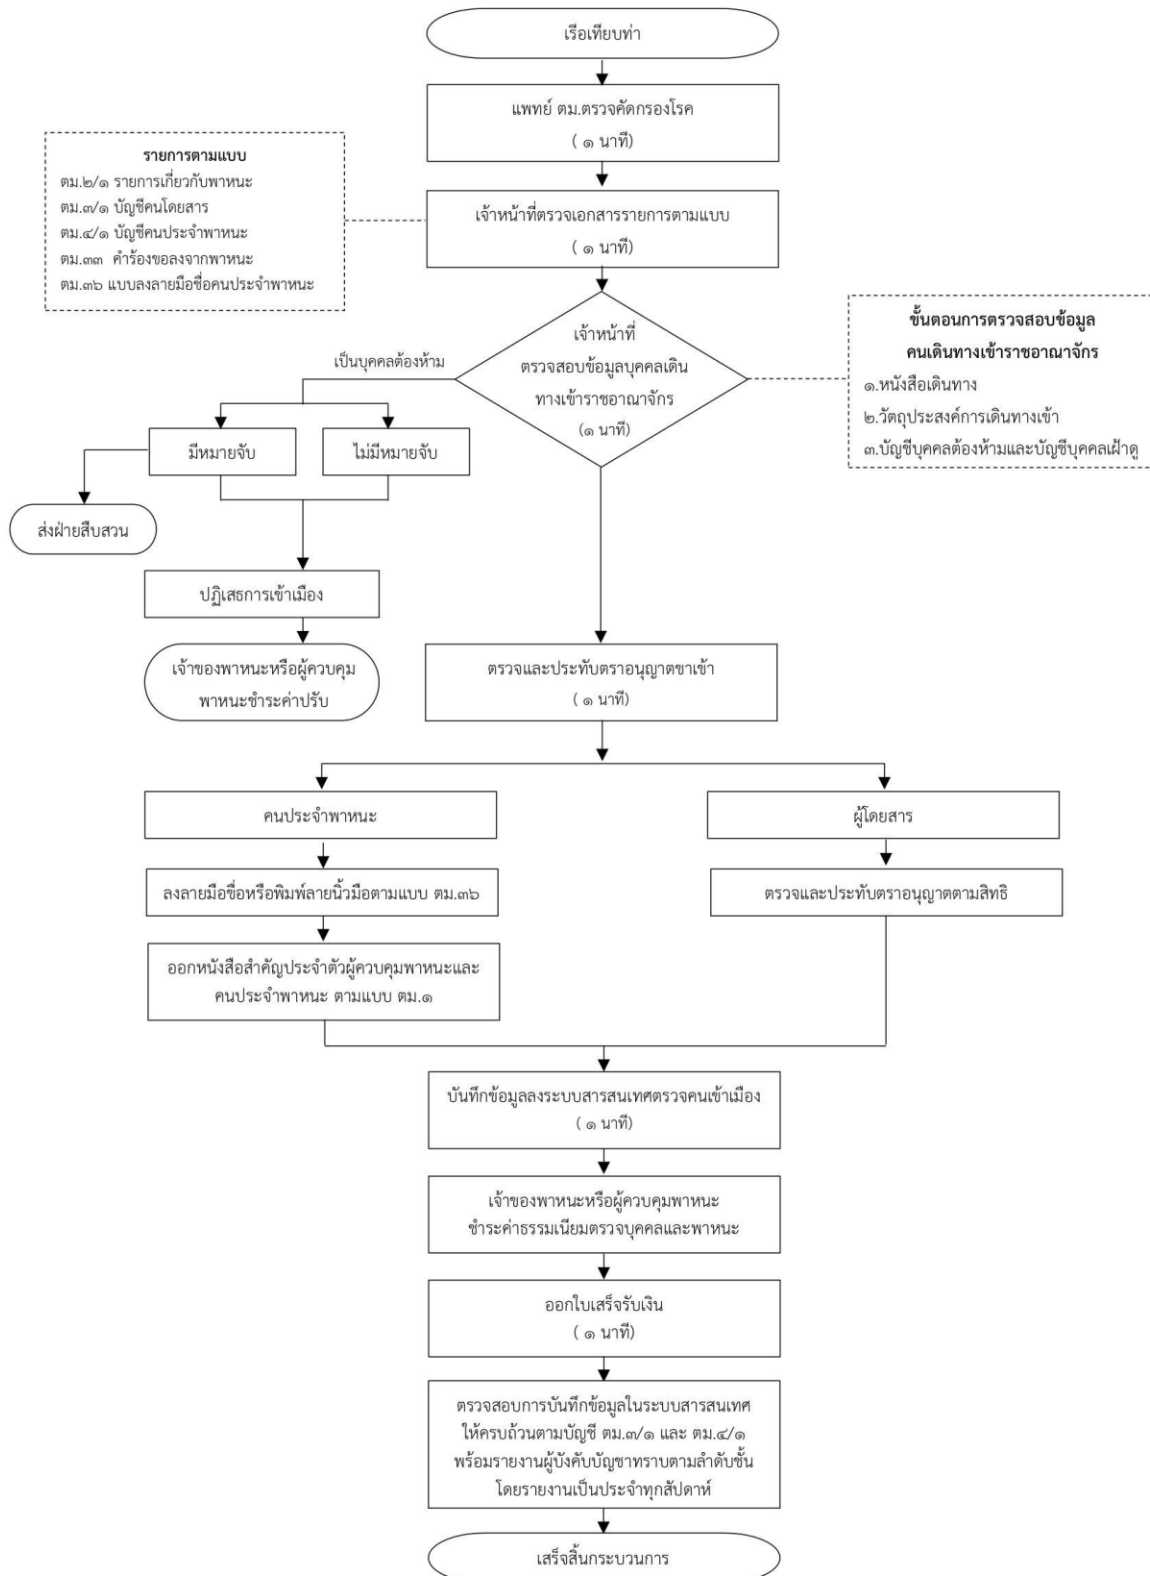 เรือเทียบท่า
แพทย์ ตม.ตรวจคัดกรองโรค
( ๑ นาที)
รายการตามแบบ
ตม.๒/๑ รายการเกี่ยวกับพาหนะ
ตม.๓/๑ บัญชีคนโดยสาร
ตม.๔/๑ บัญชีคนประจำพาหนะ
ตม.๓๓ คำร้องขอลงจากพาหนะ
ตม.๓๖ แบบลงลายมือชื่อคนประจำพาหนะ
เจ้าหน้าที่ตรวจเอกสารรายการตามแบบ
( ๑ นาที)
เจ้าหน้าที่
ตรวจสอบข้อมูลบุคคลเดิน
ทางเข้าราชอาณาจักร
(๑ นาที)
ขั้นตอนการตรวจสอบข้อมูล
คนเดินทางเข้าราชอาณาจักร
๑.หนังสือเดินทาง
๒.วัตถุประสงค์การเดินทางเข้า
๓.บัญชีบุคคลต้องห้ามและบัญชีบุคคลเฝ้าดู
เป็นบุคคลต้องห้าม
มีหมายจับ
ไม่มีหมายจับ
ส่งฝ่ายสืบสวน
ปฏิเสธการเข้าเมือง
เจ้าของพาหนะหรือผู้ควบคุม
พาหนะชำระค่าปรับ
ตรวจและประทับตราอนุญาตขาเข้า
( ๑ นาที)
คนประจำพาหนะ
ผู้โดยสาร
ลงลายมือชื่อหรือพิมพ์ลายนิ้วมือตามแบบ ตม.๓๖
ตรวจและประทับตราอนุญาตตามสิทธิ
ออกหนังสือสำคัญประจำตัวผู้ควบคุมพาหนะและ
คนประจำพาหนะ ตามแบบ ตม.๑
บันทึกข้อมูลลงระบบสารสนเทศตรวจคนเข้าเมือง
( ๑ นาที)
เจ้าของพาหนะหรือผู้ควบคุมพาหนะ
ชำระค่าธรรมเนียมตรวจบุคคลและพาหนะ
ออกใบเสร็จรับเงิน
( ๑ นาที)
ตรวจสอบการบันทึกข้อมูลในระบบสารสนเทศ
ให้ครบถ้วนตามบัญชี ตม.๓/๑ และ ตม.๔/๑
พร้อมรายงานผู้บังคับบัญชาทราบตามลำดับชั้น
โดยรายงานเป็นประจำทุกสัปดาห์
เสร็จสิ้นกระบวนการ